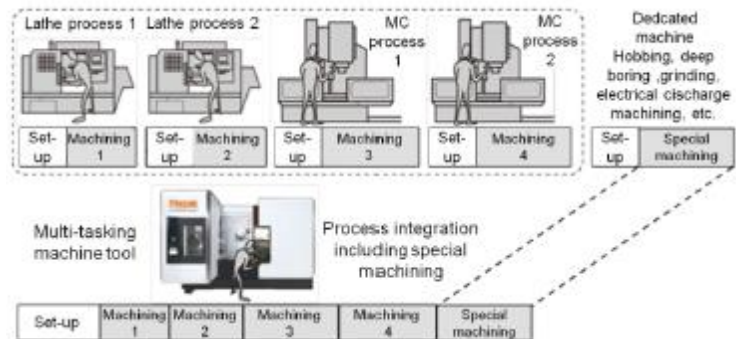 Lathe process 1
Lathe process 2
MC
process
1
MC
process
2
Dedcated
machine
Hobbing, deep
boring ,grinding,
electrical cischarge
machining, etc.
Set-
up
Machining
1
Set-
up
Machining
2
Set-
up
Machining
3
Set-
up
Machining
4
Set-
up
Special
machining
Multi-tasking
machine tool
Process integration
including special
machining
Set-up
Machining
1
Machining
2
Machining
3
Machining
4
Special
machining